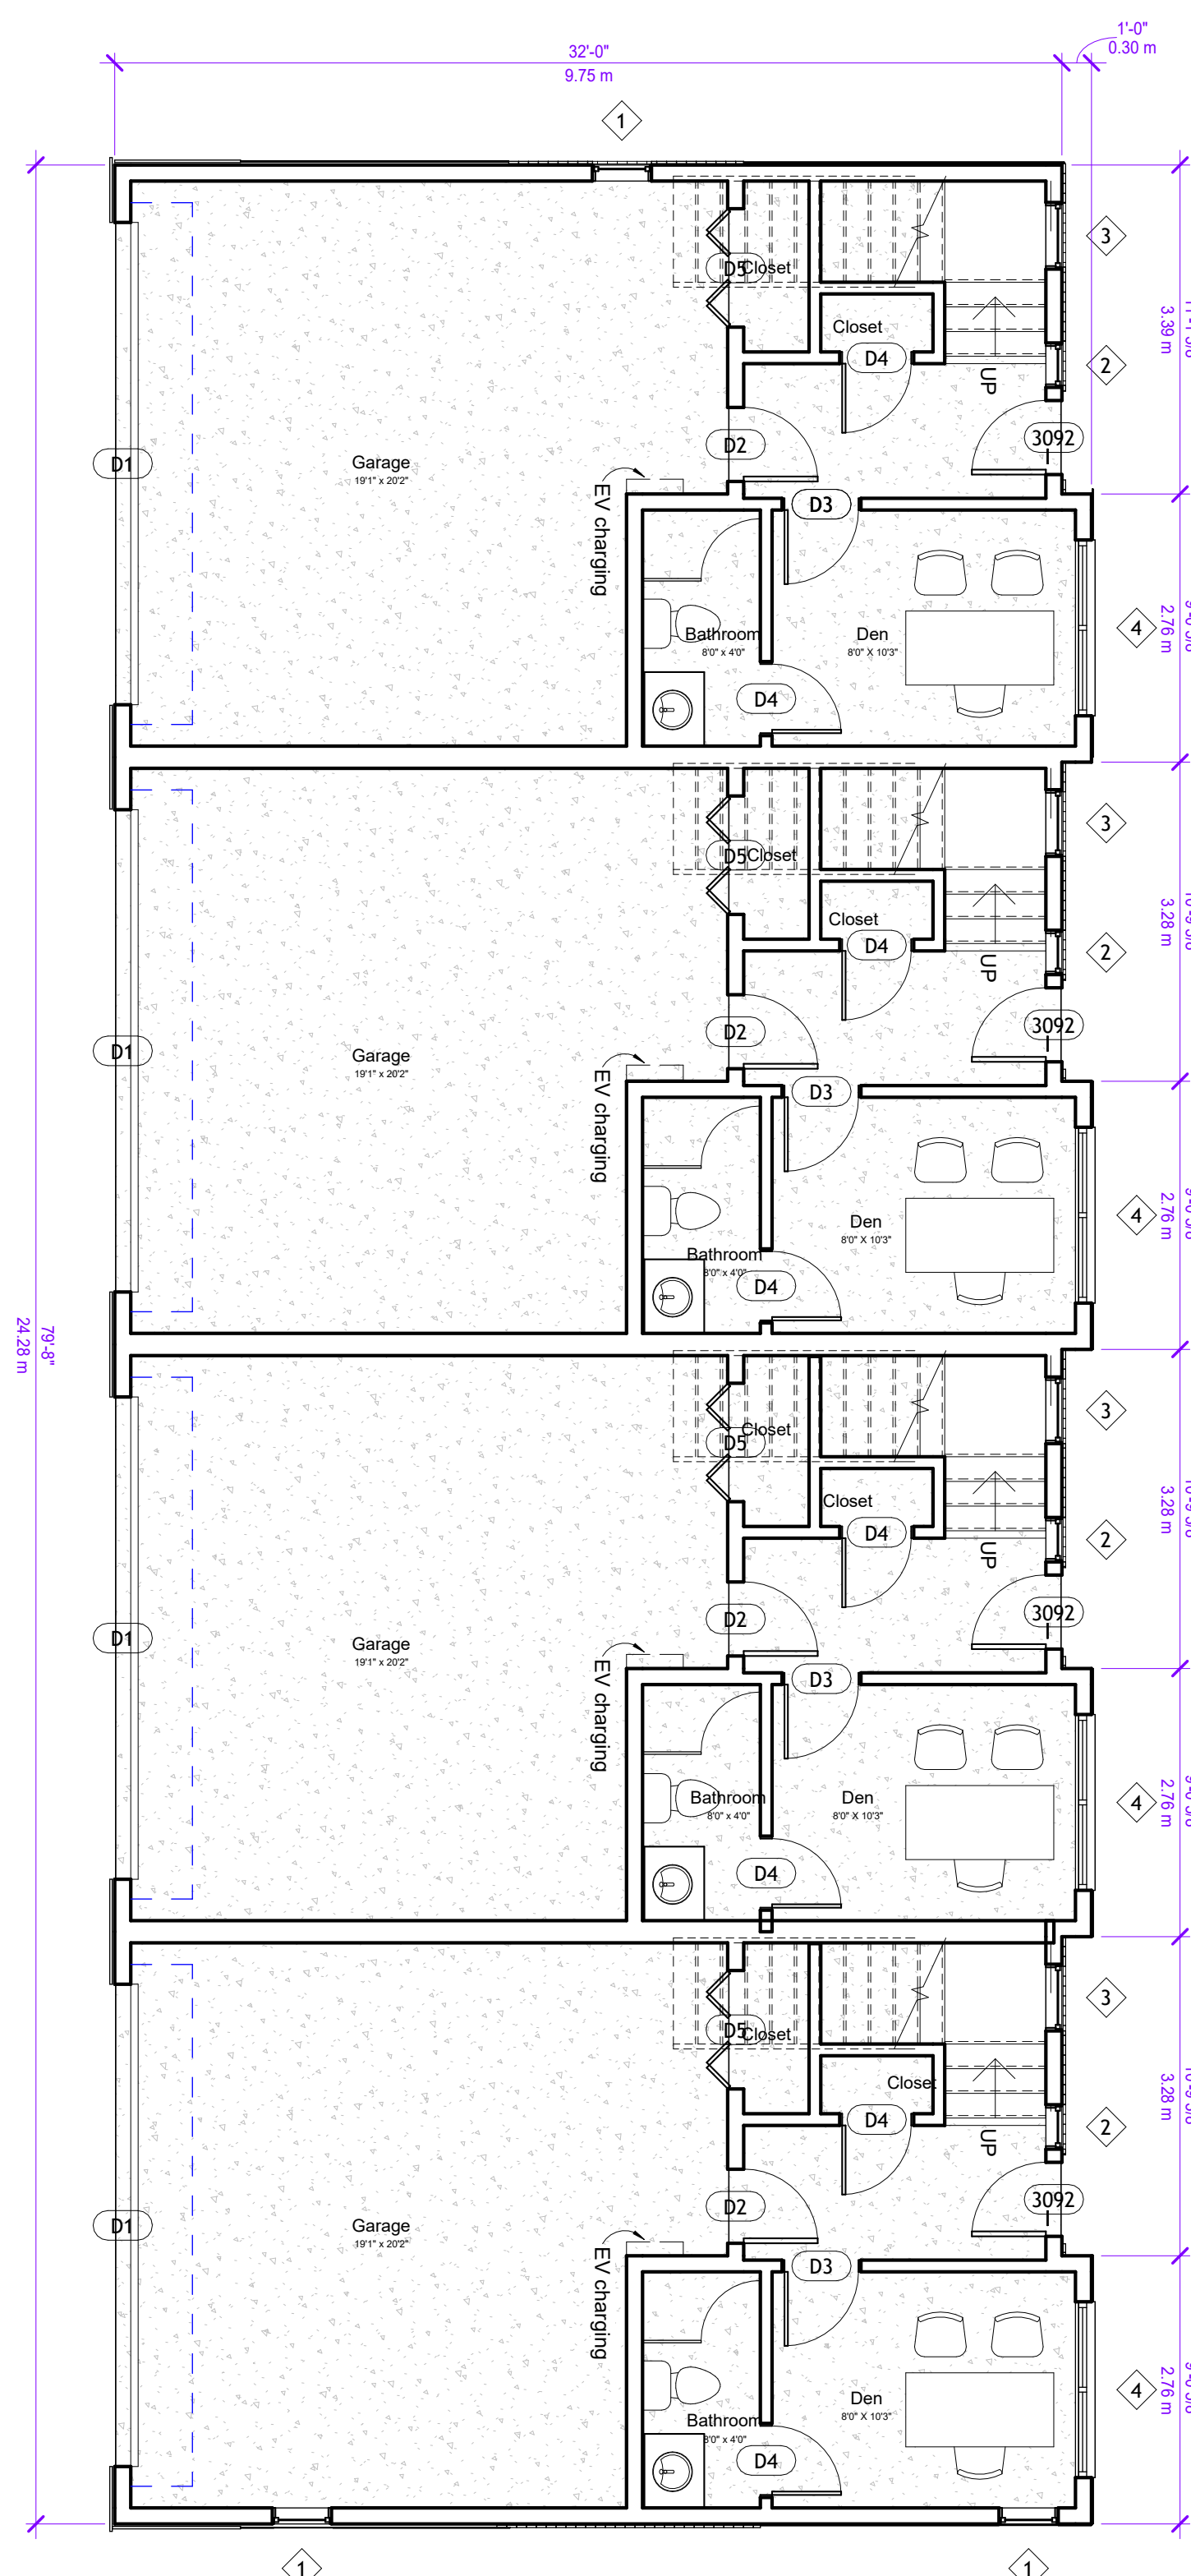 1'-0"
0.30 m
32'-0"
9.75 m
1
3
D5
Closet
3.39 m
Closet
D4
2
UP
D2
3092
D1
Garage
19'1" x 20'2"
EV charging
D3
Bathroom
8'0" x 4'0"
Den
8'0" X 10'3"
2.76 m
4
D4
3
D5
Closet
3.28 m
Closet
D4
2
UP
D2
3092
D1
Garage
19'1" x 20'2"
EV charging
D3
Den
8'0" X 10'3"
2.76 m
4
Bathroom
8'0" x 4'0"
D4
79'-8"
24.28 m
3
D5
Closet
3.28 m
Closet
D4
2
UP
D2
3092
D1
Garage
19'1" x 20'2"
EV charging
D3
Bathroom
8'0" x 4'0"
Den
8'0" X 10'3"
2.76 m
4
D4
3
D5
Closet
3.28 m
Closet
D4
2
UP
D2
3092
D1
Garage
19'1" x 20'2"
EV charging
D3
Den
8'0" X 10'3"
2.76 m
4
Bathroom
8'0" x 4'0"
D4
1
1